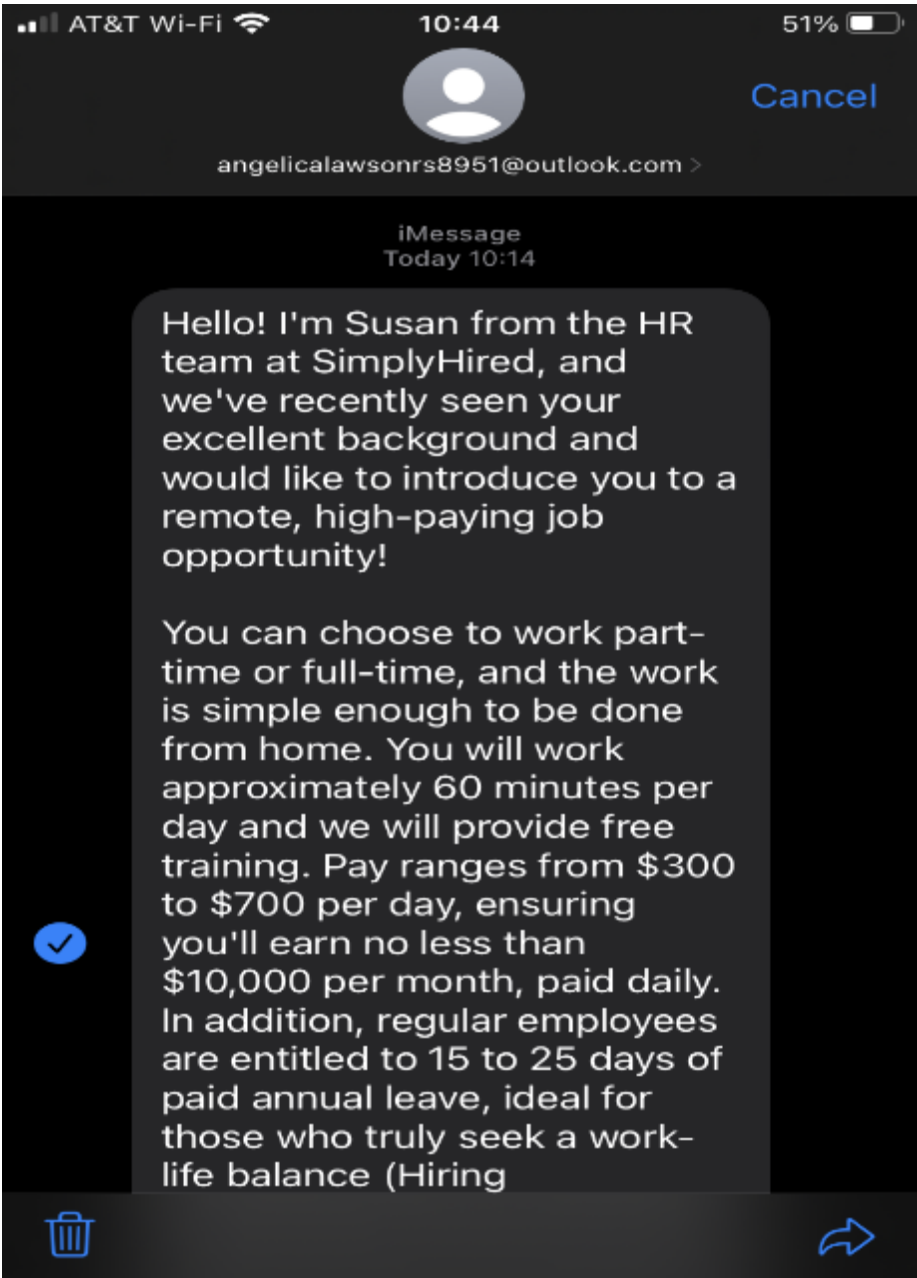 AT&T Wi-Fi 10:44 51%
Cancel
angelicalawsonrs8951@outlook.com >
iMessage
Today 10:14
Hello! I'm Susan from the HR
team at SimplyHired, and
we've recently seen your
excellent background and
would like to introduce you to a
remote, high-paying job
opportunity!
You can choose to work part-
time or full-time, and the work
is simple enough to be done
from home. You will work
approximately 60 minutes per
day and we will provide free
training. Pay ranges from $300
to $700 per day, ensuring
you'll earn no less than
$10,000 per month, paid daily.
In addition, regular employees
are entitled to 15 to 25 days of
paid annual leave, ideal for
those who truly seek a work-
life balance (Hiring